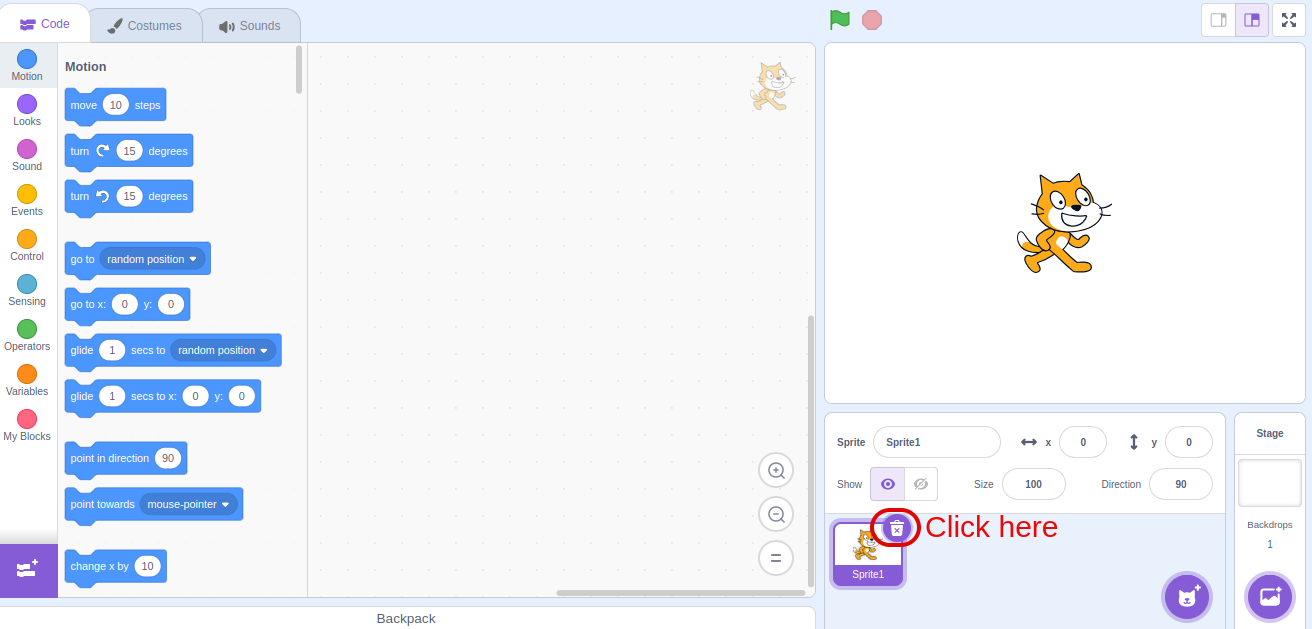 Code
Costumes
Sounds
Motion
Looks
Sound
Events
Control
Sensing
Operators
Variables
My Blocks
Motion
move 10 steps
turn 15 degrees
turn 15 degrees
go to random position
go to x: 0 y: 0
glide 1 secs to random position
glide 1 secs to x: 0 y: 0
point in direction 90
point towards mouse-pointer
change x by 10
Backpack
Sprite Sprite1 x 0 y 0
Show Size 100 Direction 90
Click here
Sprite1
Stage
Backdrops
1